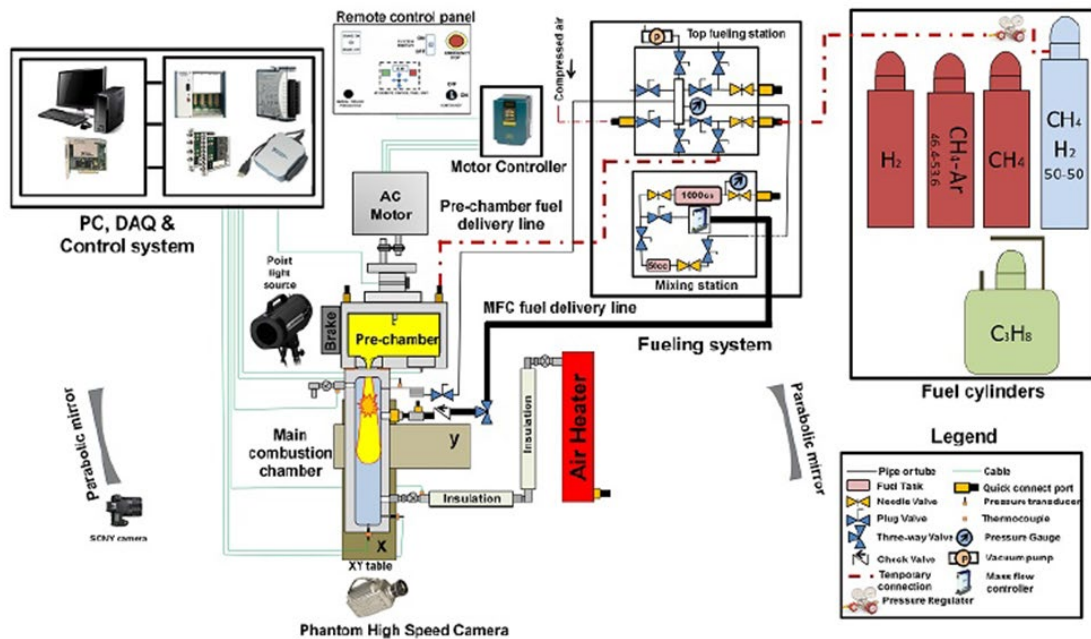 Remote control panel
ON
OFF
OFF
On
Motor Controller
AC
Motor
PC, DAQ &
Control system
Pre-chamber fuel
delivery line
Compressed air
P
Top fueling station
1000cc
50cc
Mixing station
MFC fuel delivery line
Fueling system
H2
CH4-Ar
46.4-53.6
CH4
CH4
H2
50-50
C3H8
Fuel cylinders
Point
light
source
Brake
Pre-chamber
Parabolic mirror
SONY camera
Main
combustion
chamber
y
x
XY table
Insulation
Insulation
Air Heater
Parabolic mirror
Phantom High Speed Camera
Legend
Pipe or tube
Cable
Fuel Tank
Quick connect port
Needle Valve
Pressure transducer
Plug Valve
Thermocouple
Three-way Valve
Pressure Gauge
Check Valve
P
Vacuum pump
Temporary
connection
Mass flow
controller
Pressure Regulator